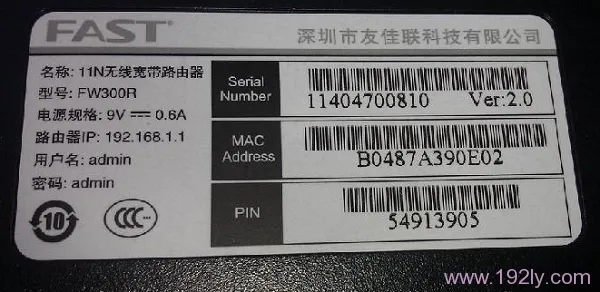 FAST®
深圳市友佳联科技有限公司
名称: 11N无线宽带路由器
型号: FW300R
电源规格: 9V ⎓ 0.6A
路由器IP: 192.168.1.1
用户名: admin
密码: admin
10
CCC
Serial
Number
11404700810 Ver:2.0
MAC
Address
B0487A390E02
PIN
54913905
www.192ly.com